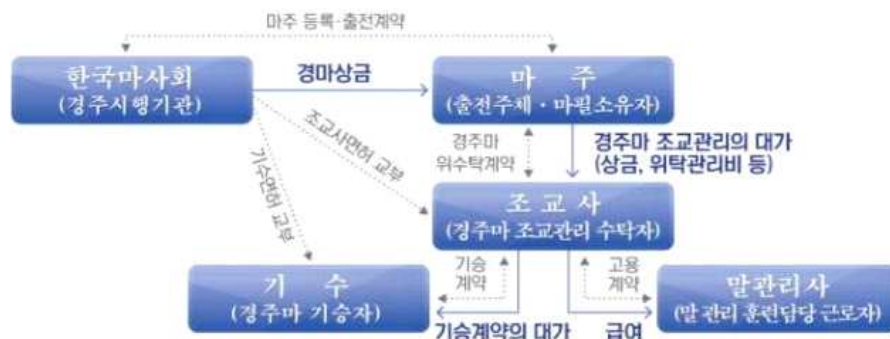 마주 등록·출전계약
한국마사회
(경주시행기관)
경마상금
마 주
(출전주체·마필소유자)
조교사면허 교부
기수면허 교부
경주마
위수탁계약
경주마 조교관리의 대가
(상금, 위탁관리비 등)
조 교 사
(경주마 조교관리 수탁자)
기승
계약
고용
계약
기 수
(경주마 기승자)
기승계약의 대가
급여
말관리사
(말 관리 훈련담당 근로자)